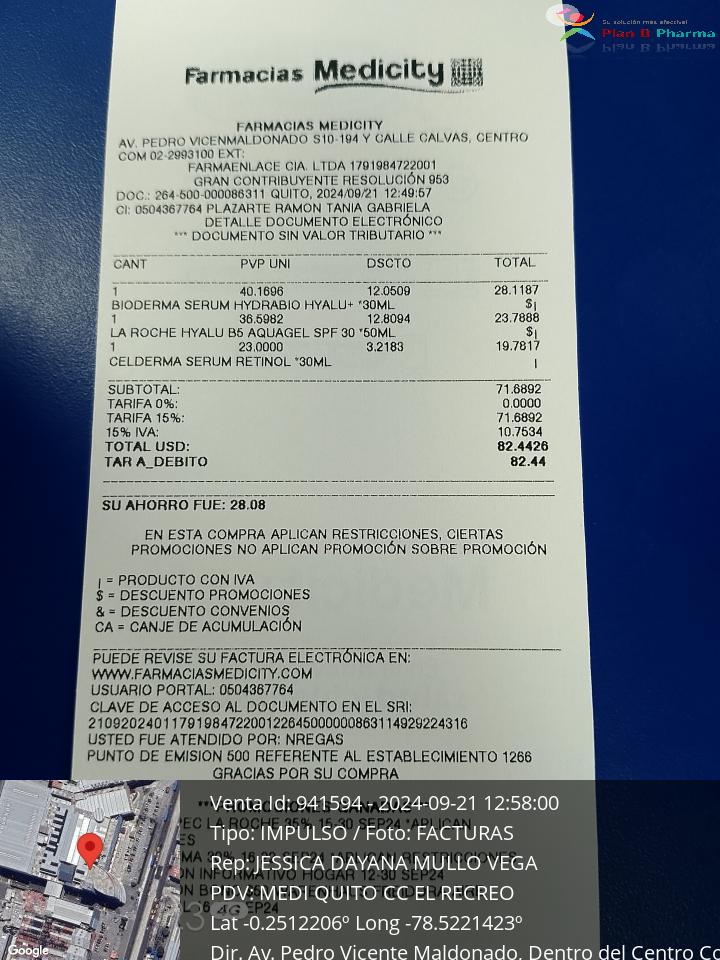 Su solución más efectiva!
Plan B Pharma
Farmacias Medicity
FARMACIAS MEDICITY
AV. PEDRO VICENMALDONADO S10-194 Y CALLE CALVAS, CENTRO
COM 02-2993100 EXT:
FARMAENLACE CIA. LTDA 1791984722001
GRAN CONTRIBUYENTE RESOLUCIÓN 953
DOC.: 264-500-000086311 QUITO, 2024/09/21 12:49:57
CI: 0504367764 PLAZARTE RAMON TANIA GABRIELA
DETALLE DOCUMENTO ELECTRÓNICO
*** DOCUMENTO SIN VALOR TRIBUTARIO ***
CANT PVP UNI DSCTO TOTAL
1 40.1696 12.0509 28.1187
BIODERMA SERUM HYDRABIO HYALU+ *30ML $¡
1 36.5982 12.8094 23.7888
LA ROCHE HYALU B5 AQUAGEL SPF 30 *50ML $¡
1 23.0000 3.2183 19.7817
CELDERMA SERUM RETINOL *30ML ¡
SUBTOTAL: 71.6892
TARIFA 0%: 0.0000
TARIFA 15%: 71.6892
15% IVA: 10.7534
TOTAL USD: 82.4426
TAR A_DEBITO 82.44
SU AHORRO FUE: 28.08
EN ESTA COMPRA APLICAN RESTRICCIONES, CIERTAS
PROMOCIONES NO APLICAN PROMOCIÓN SOBRE PROMOCIÓN
¡ = PRODUCTO CON IVA
$ = DESCUENTO PROMOCIONES
& = DESCUENTO CONVENIOS
CA = CANJE DE ACUMULACIÓN
PUEDE REVISE SU FACTURA ELECTRÓNICA EN:
WWW.FARMACIASMEDICITY.COM
USUARIO PORTAL: 0504367764
CLAVE DE ACCESO AL DOCUMENTO EN EL SRI:
2109202401179198472200122645000000863114929224316
USTED FUE ATENDIDO POR: NREGAS
PUNTO DE EMISION 500 REFERENTE AL ESTABLECIMIENTO 1266
GRACIAS POR SU COMPRA
Venta Id: 941594 - 2024-09-21 12:58:00
Tipo: IMPULSO / Foto: FACTURAS
Rep: JESSICA DAYANA MULLO VEGA
PDV: MEDI QUITO CC EL RECREO
Lat -0.2512206º Long -78.5221423º
Dir. Av. Pedro Vicente Maldonado, Dentro del Centro Co
Google